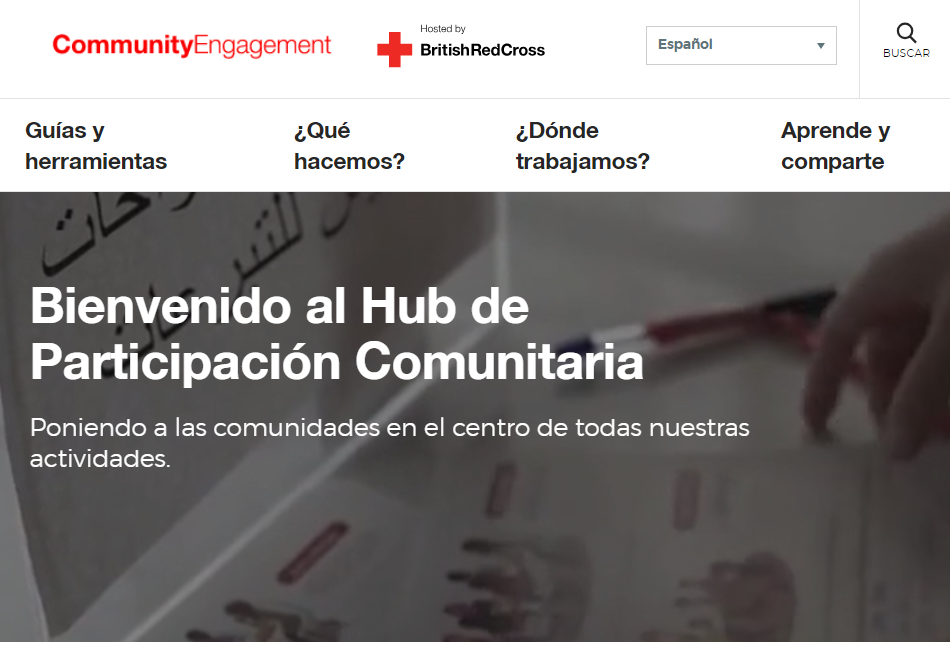 CommunityEngagement
Hosted by
BritishRedCross
Español
BUSCAR
Guías y
herramientas
¿Qué
hacemos?
¿Dónde
trabajamos?
Aprende y
comparte
Bienvenido al Hub de
Participación Comunitaria
Poniendo a las comunidades en el centro de todas nuestras
actividades.